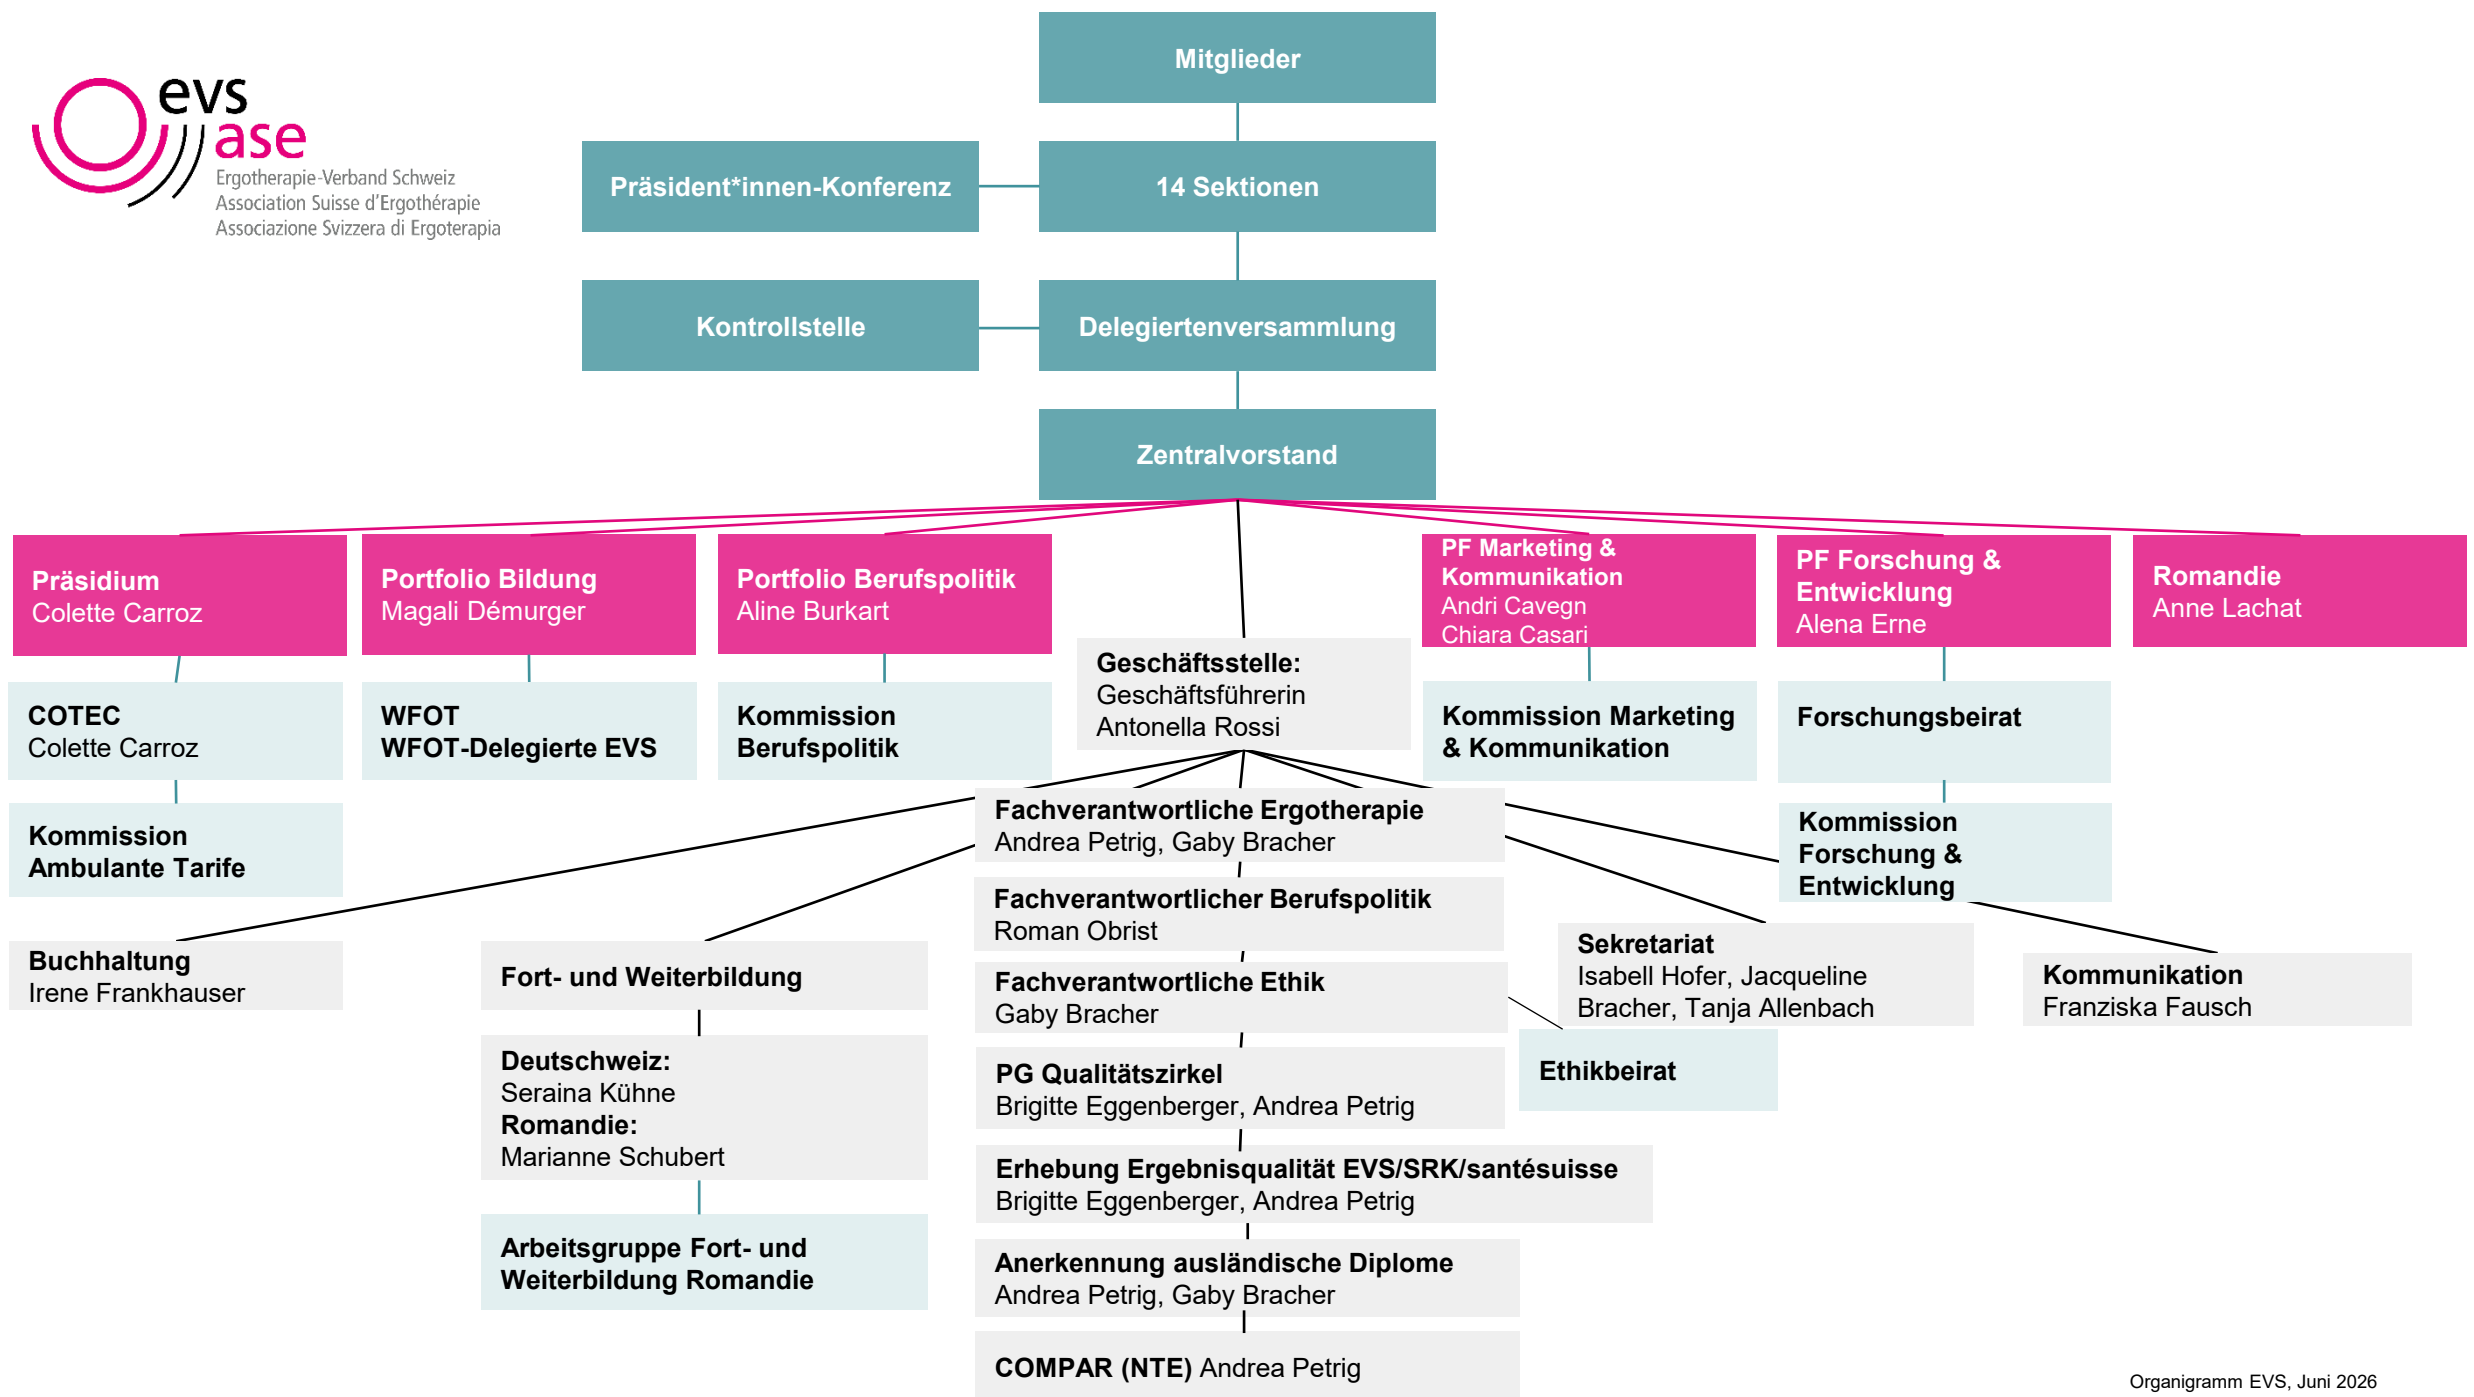 evs
ase
Ergotherapie-Verband Schweiz
Association Suisse d'Ergothérapie
Associazione Svizzera di Ergoterapia
Mitglieder
Präsident*innen-Konferenz
14 Sektionen
Kontrollstelle
Delegiertenversammlung
Zentralvorstand
Präsidium
Colette Carroz
Portfolio Bildung
Magali Démurger
Portfolio Berufspolitik
Aline Burkart
PF Marketing &
Kommunikation
Andri Cavegn
Chiara Casari
PF Forschung &
Entwicklung
Alena Erne
Romandie
Anne Lachat
Geschäftsstelle:
Geschäftsführerin
Antonella Rossi
COTEC
Colette Carroz
WFOT
WFOT-Delegierte EVS
Kommission
Berufspolitik
Kommission Marketing
& Kommunikation
Forschungsbeirat
Kommission
Ambulante Tarife
Fachverantwortliche Ergotherapie
Andrea Petrig, Gaby Bracher
Kommission
Forschung &
Entwicklung
Fachverantwortlicher Berufspolitik
Roman Obrist
Buchhaltung
Irene Frankhauser
Fort- und Weiterbildung
Fachverantwortliche Ethik
Gaby Bracher
Sekretariat
Isabell Hofer, Jacqueline
Bracher, Tanja Allenbach
Kommunikation
Franziska Fausch
Deutschweiz:
Seraina Kühne
Romandie:
Marianne Schubert
PG Qualitätszirkel
Brigitte Eggenberger, Andrea Petrig
Ethikbeirat
Erhebung Ergebnisqualität EVS/SRK/santésuisse
Brigitte Eggenberger, Andrea Petrig
Arbeitsgruppe Fort- und
Weiterbildung Romandie
Anerkennung ausländische Diplome
Andrea Petrig, Gaby Bracher
COMPAR (NTE) Andrea Petrig
Organigramm EVS, Juni 2026